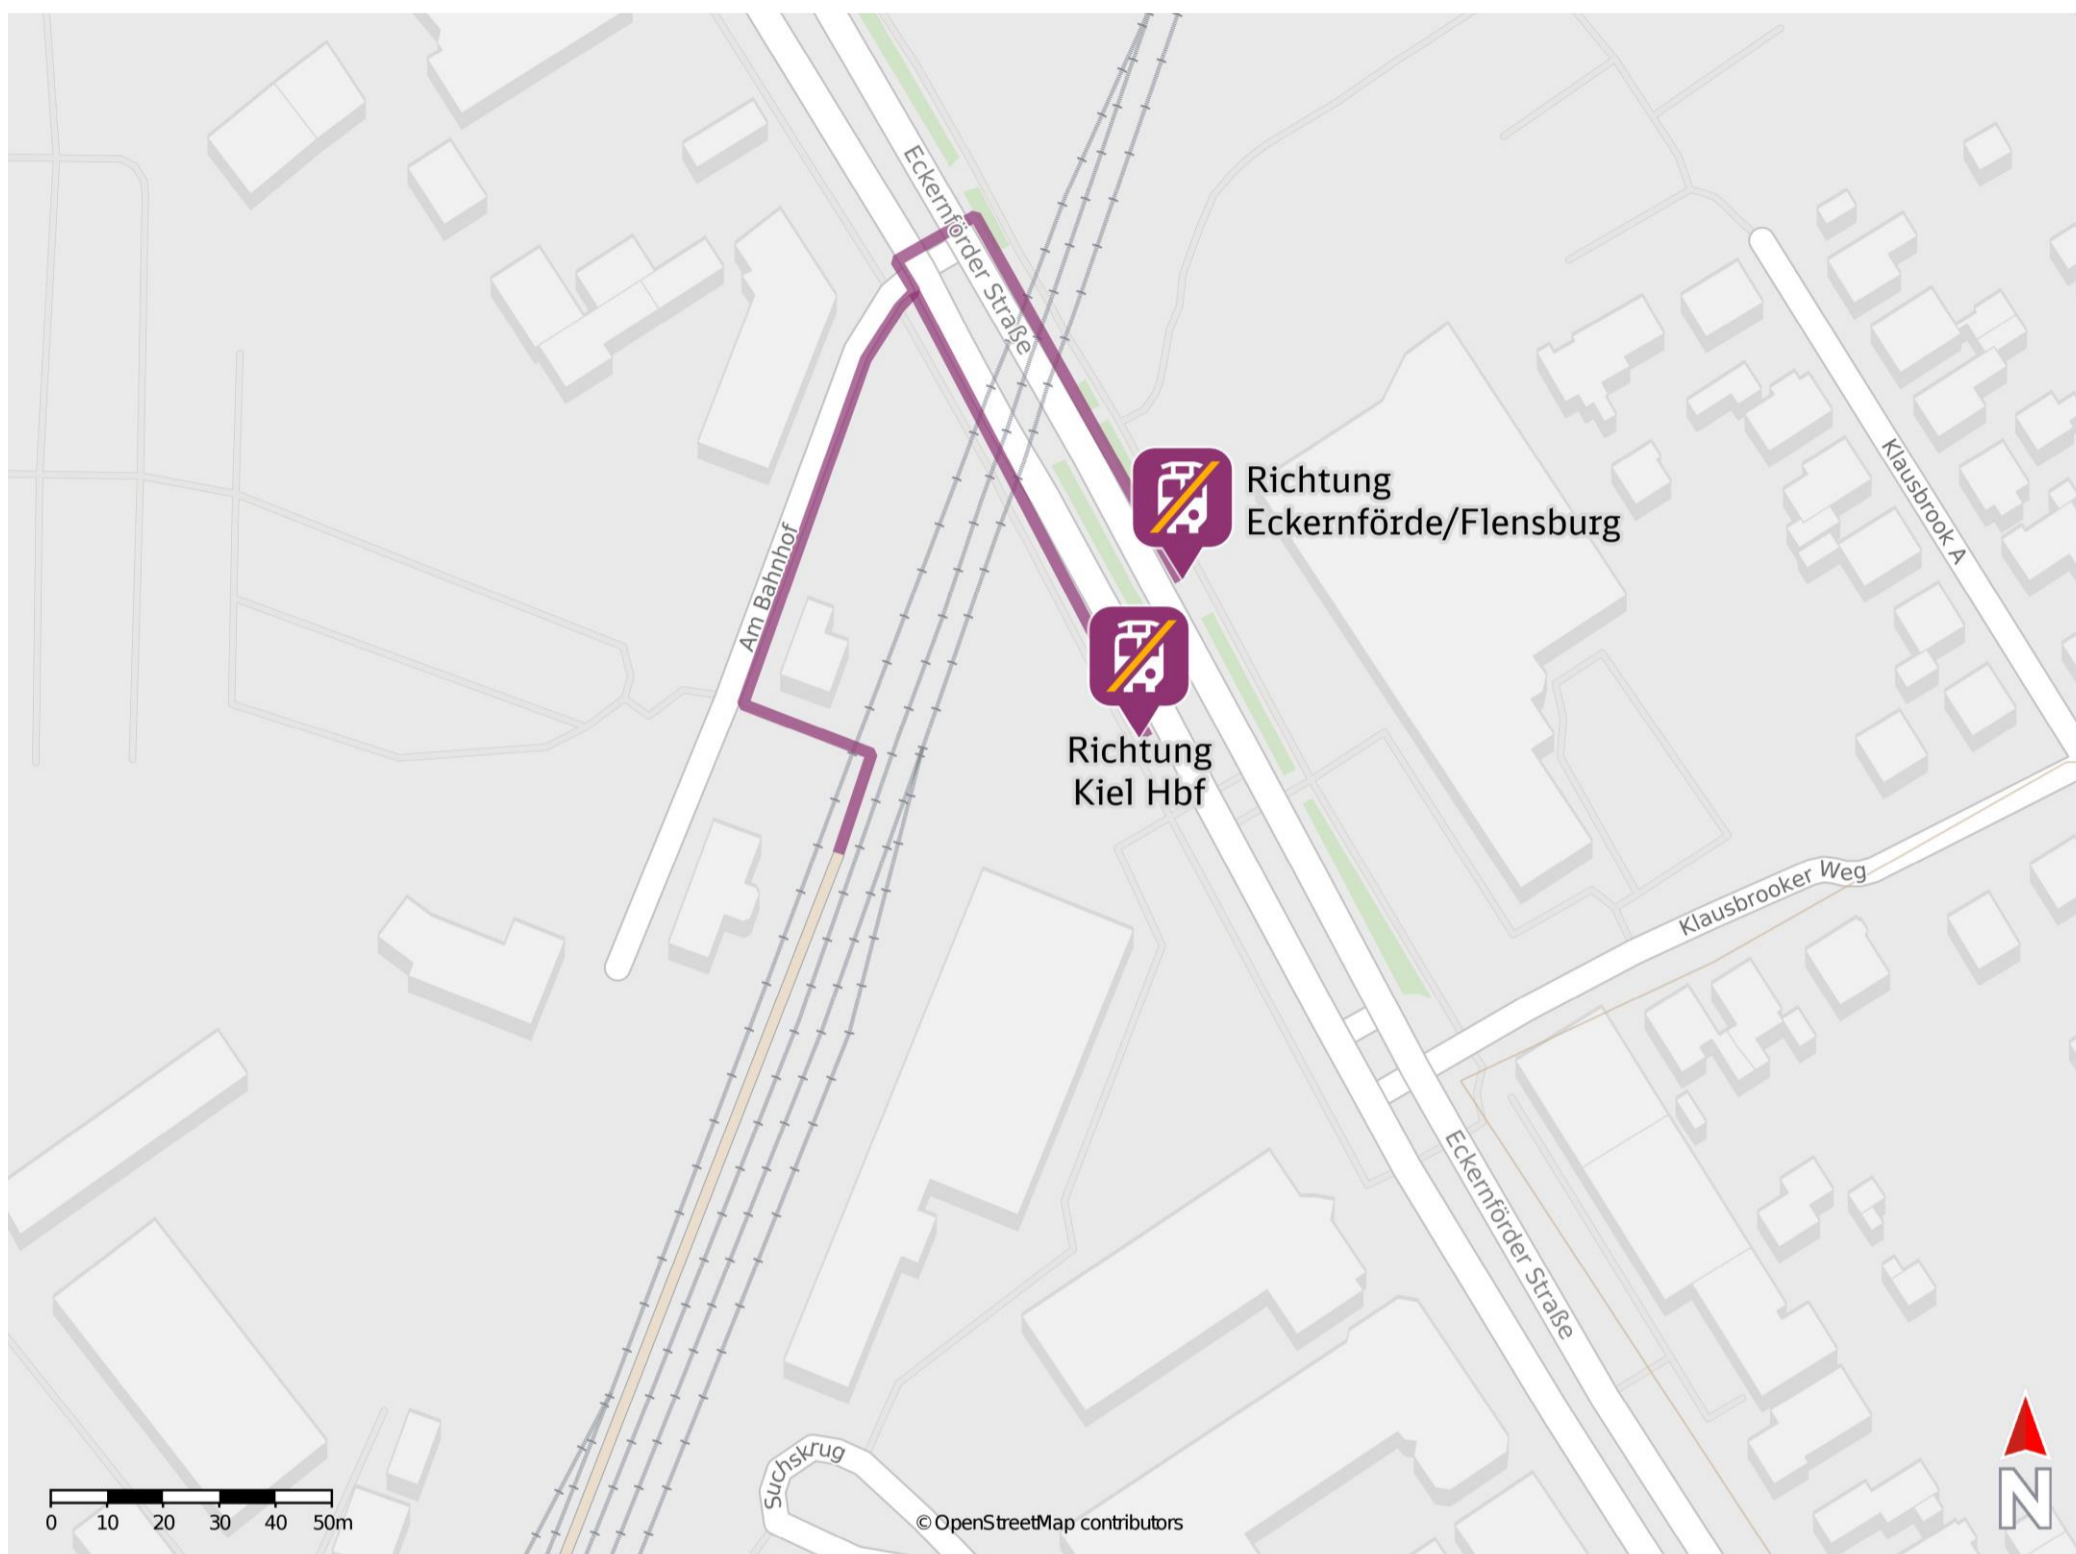 Eckernförder Straße
Richtung
Eckernförde/Flensburg
Klausbrook A
Am Bahnhof
Richtung
Kiel Hbf
Klausbrooker Weg
Eckernförder Straße
Suchskrug
0 10 20 30 40 50m
© OpenStreetMap contributors
N